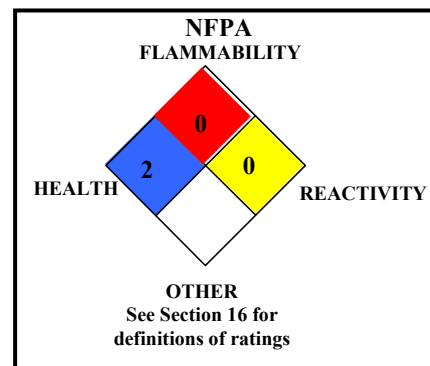 NFPA
FLAMMABILITY
0
2
0
HEALTH
REACTIVITY
OTHER
See Section 16 for
definitions of ratings